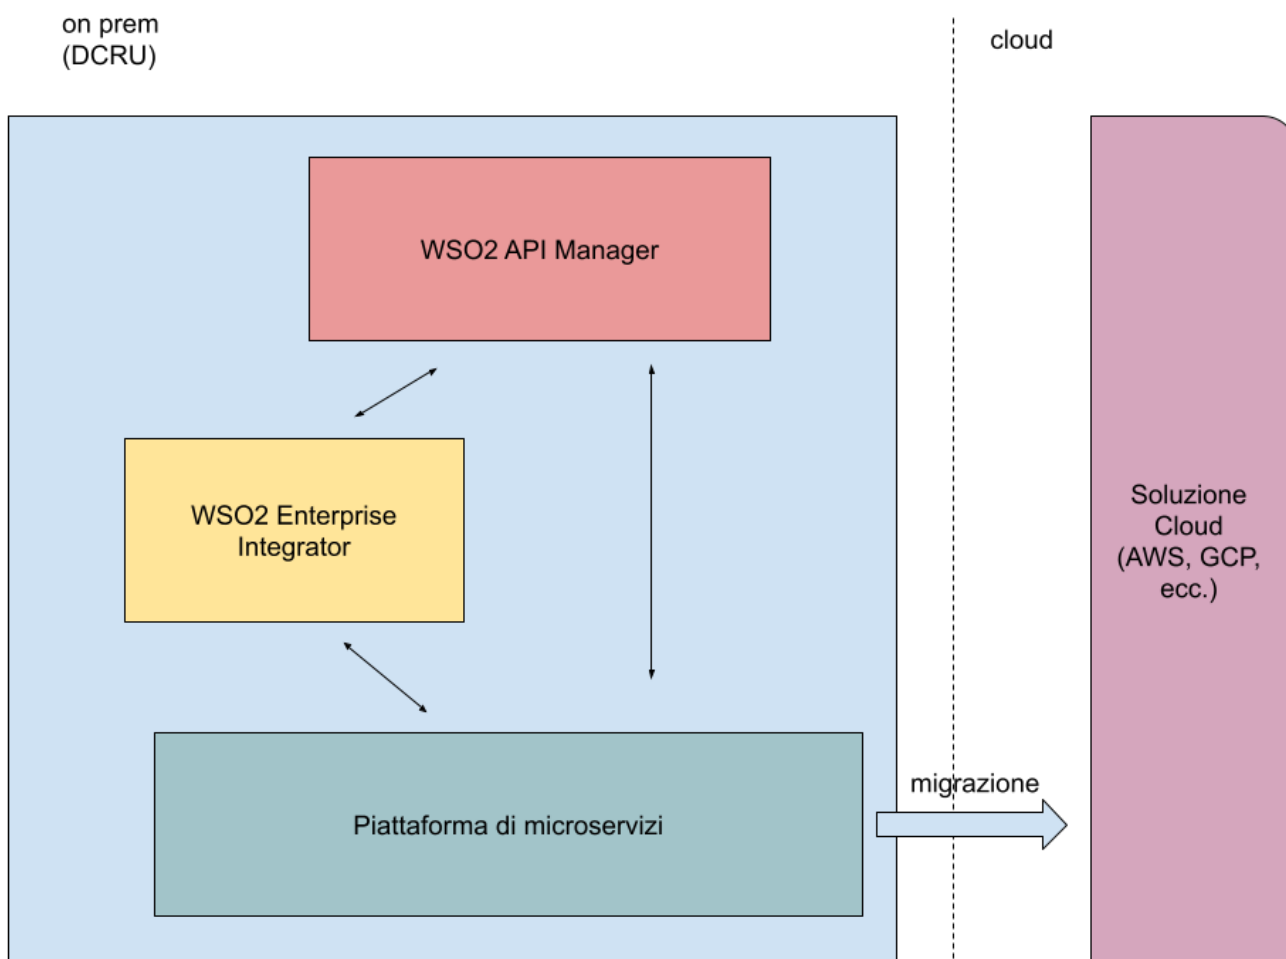 on prem
(DCRU)
cloud
WSO2 API Manager
WSO2 Enterprise
Integrator
Soluzione
Cloud
(AWS, GCP,
ecc.)
migrazione
Piattaforma di microservizi